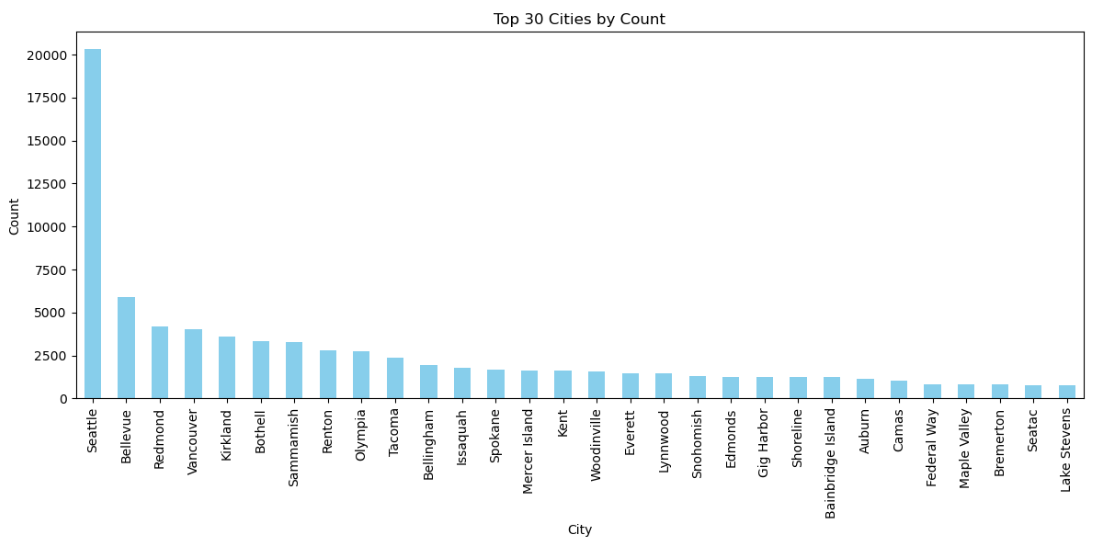 Top 30 Cities by Count
Count
20000
17500
15000
12500
10000
7500
5000
2500
0
Seattle
Bellevue
Redmond
Vancouver
Kirkland
Bothell
Sammamish
Renton
Olympia
Tacoma
Bellingham
Issaquah
Spokane
Mercer Island
Kent
Woodinville
Everett
Lynnwood
Snohomish
Edmonds
Gig Harbor
Shoreline
Bainbridge Island
Auburn
Camas
Federal Way
Maple Valley
Bremerton
Seatac
Lake Stevens
City